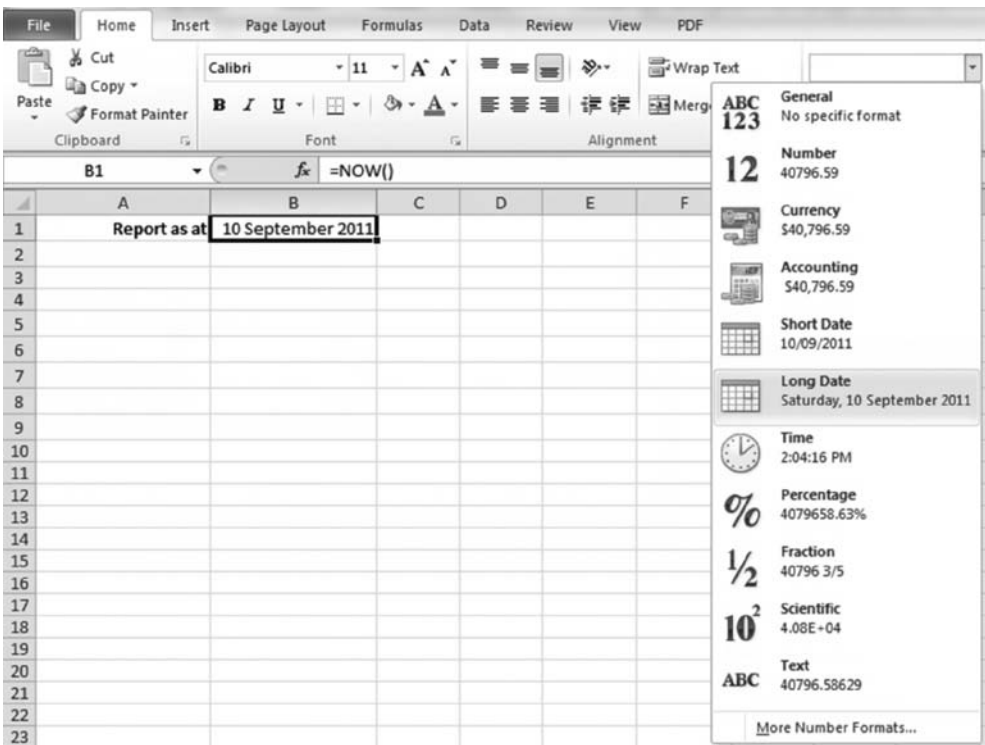 File Home Insert Page Layout Formulas Data Review View PDF
Paste
Cut
Copy
Format Painter
Clipboard
Calibri 11 A A
B I U A
Font
Wrap Text
Merg
Alignment
B1 fx =NOW()
A B C D E F
1 Report as at 10 September 2011
2
3
4
5
6
7
8
9
10
11
12
13
14
15
16
17
18
19
20
21
22
23
ABC
123
General
No specific format
12
Number
40796.59
Currency
$40,796.59
Accounting
$40,796.59
Short Date
10/09/2011
Long Date
Saturday, 10 September 2011
Time
2:04:16 PM
%
Percentage
4079658.63%
1/2
Fraction
40796 3/5
10²
Scientific
4.08E+04
ABC
Text
40796.58629
More Number Formats...